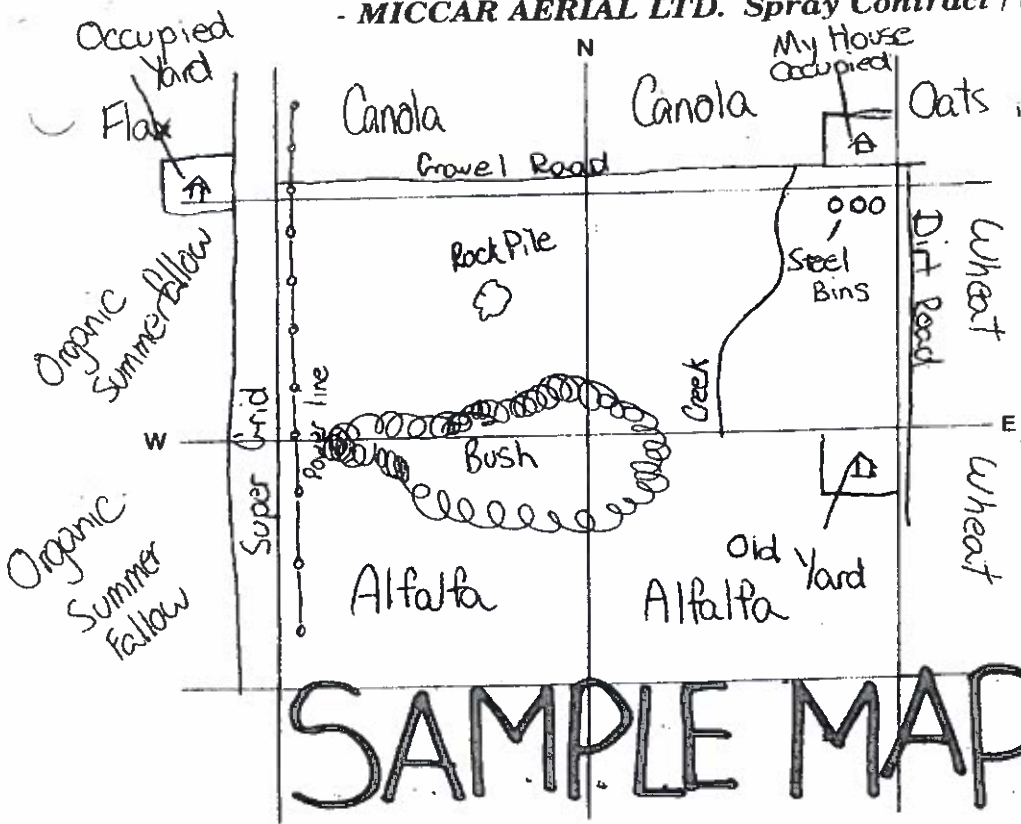 - MICCAR AERIAL LTD. Spray Contract
Occupied
Yard
N
My House
Occupied
Flax
Canola
Canola
Oats
Gravel Road
Rock Pile
Steel
Bins
Dirt Road
Wheat
Organic
Summerfallow
Creek
Power line
Super Grid
W
E
Bush
Wheat
Organic
Summer
Fallow
Old Yard
Alfalfa
Alfalfa
SAMPLE MAP